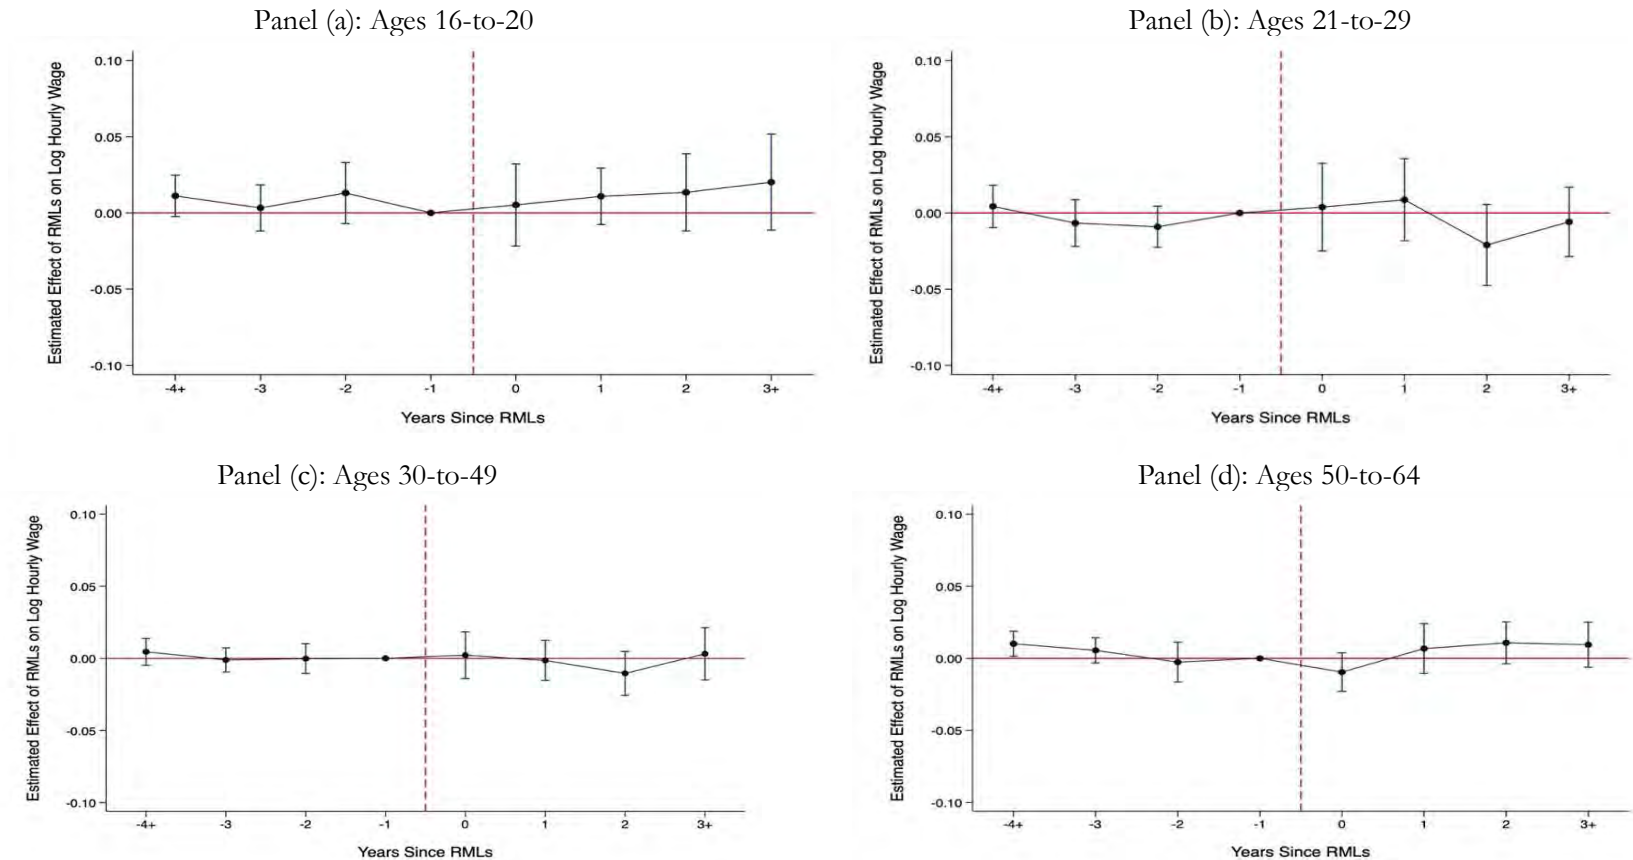 Panel (a): Ages 16-to-20
Estimated Effect of RMLs on Log Hourly Wage
0.10
0.05
0.00
-0.05
-0.10
-4+ -3 -2 -1 0 1 2 3+
Years Since RMLs
Panel (b): Ages 21-to-29
Estimated Effect of RMLs on Log Hourly Wage
0.10
0.05
0.00
-0.05
-0.10
-4+ -3 -2 -1 0 1 2 3+
Years Since RMLs
Panel (c): Ages 30-to-49
Estimated Effect of RMLs on Log Hourly Wage
0.10
0.05
0.00
-0.05
-0.10
-4+ -3 -2 -1 0 1 2 3+
Years Since RMLs
Panel (d): Ages 50-to-64
Estimated Effect of RMLs on Log Hourly Wage
0.10
0.05
0.00
-0.05
-0.10
-4+ -3 -2 -1 0 1 2 3+
Years Since RMLs